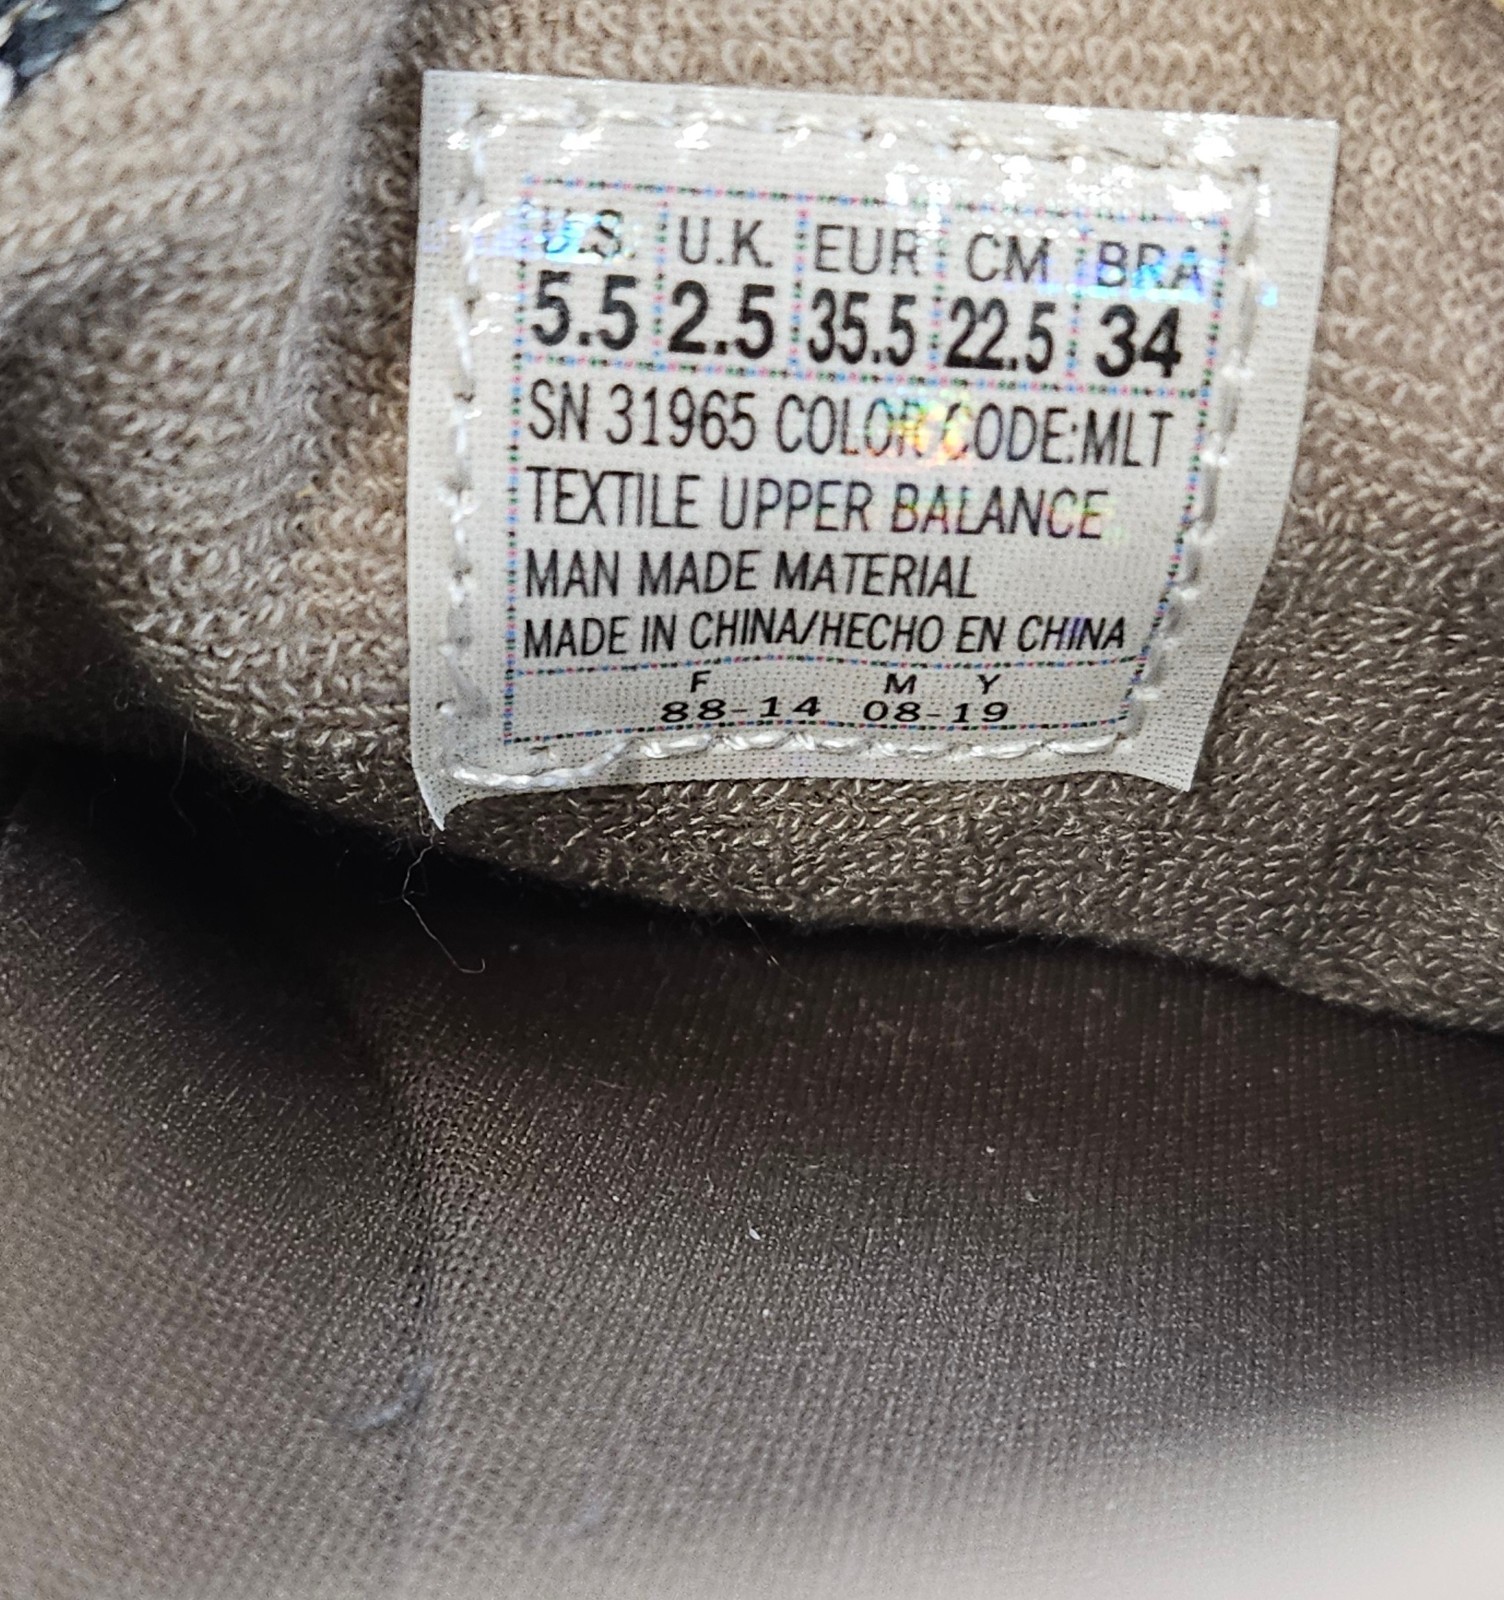 U.S. U.K. EUR CM BRA
5.5 2.5 35.5 22.5 34
SN 31965 COLOR CODE:MLT
TEXTILE UPPER BALANCE
MAN MADE MATERIAL
MADE IN CHINA/HECHO EN CHINA
F M Y
88-14 08-19